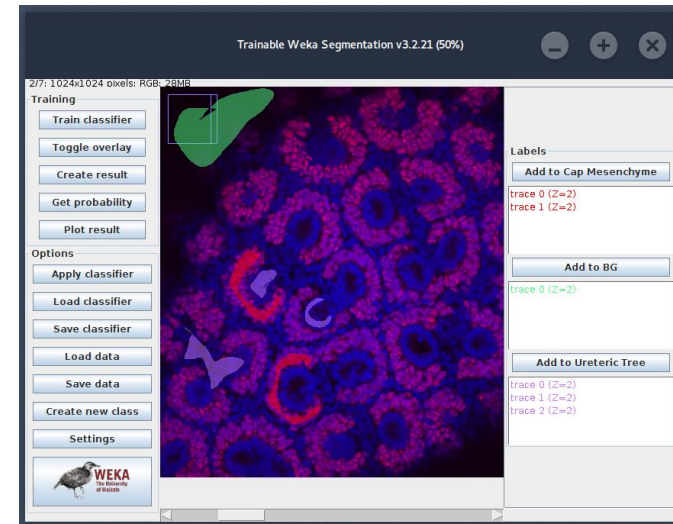 Trainable Weka Segmentation v3.2.21 (50%)
2/7: 1024x1024 pixels: RGB: 28MB
Training
Train classifier
Toggle overlay
Create result
Get probability
Plot result
Options
Apply classifier
Load classifier
Save classifier
Load data
Save data
Create new class
Settings
WEKA
The University
of Waikato
Labels
Add to Cap Mesenchyme
trace 0 (Z=2)
trace 1 (Z=2)
Add to BG
trace 0 (Z=2)
Add to Ureteric Tree
trace 0 (Z=2)
trace 1 (Z=2)
trace 2 (Z=2)